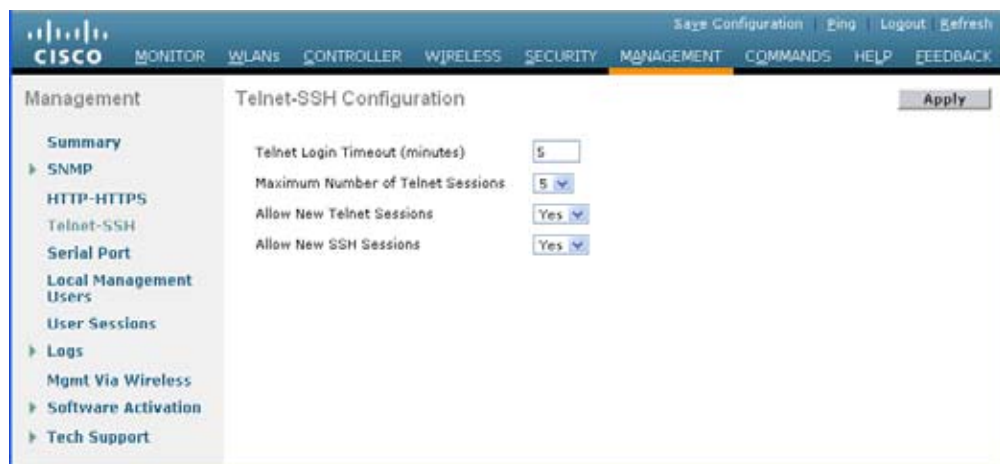 Save Configuration Ping Logout Refresh
CISCO MONITOR WLANs CONTROLLER WIRELESS SECURITY MANAGEMENT COMMANDS HELP FEEDBACK
Management
Summary
SNMP
HTTP-HTTPS
Telnet-SSH
Serial Port
Local Management
Users
User Sessions
Logs
Mgmt Via Wireless
Software Activation
Tech Support
Telnet-SSH Configuration
Apply
Telnet Login Timeout (minutes) 5
Maximum Number of Telnet Sessions 5
Allow New Telnet Sessions Yes
Allow New SSH Sessions Yes